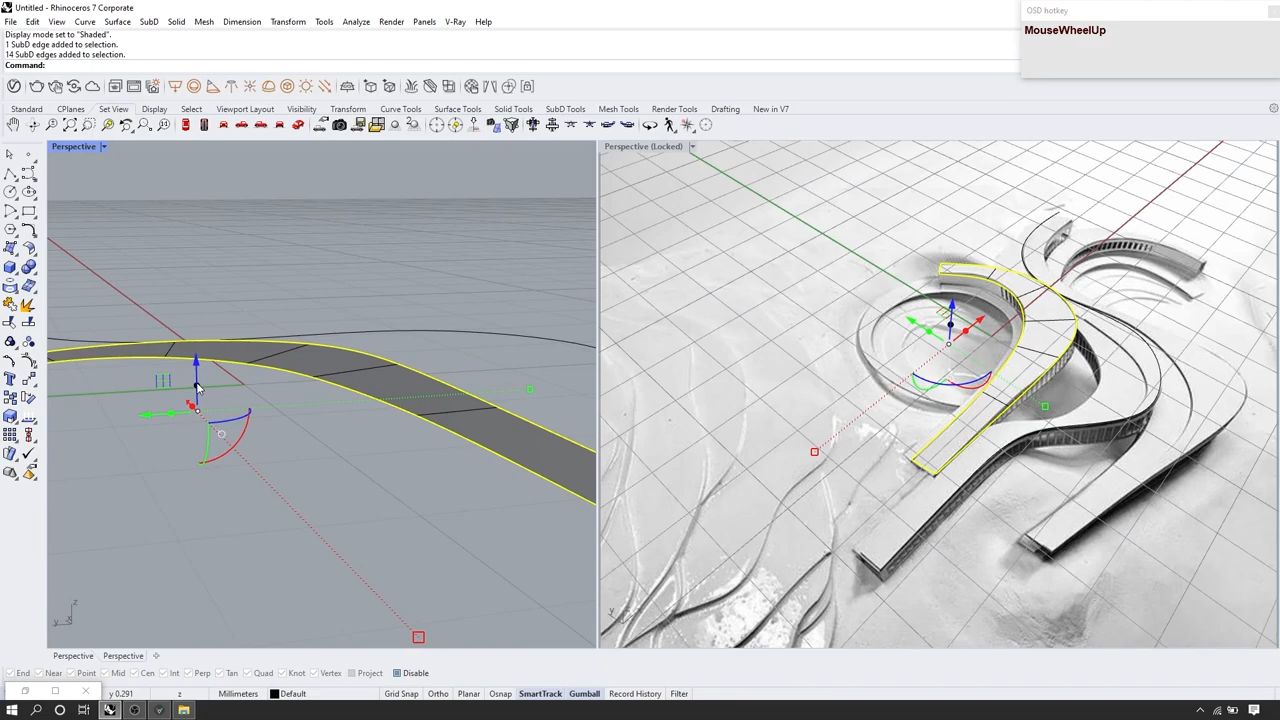 Untitled - Rhinoceros 7 Corporate
OSD hotkey
File Edit View Curve Surface SubD Solid Mesh Dimension Transform Tools Analyze Render Panels V-Ray Help
MouseWheelUp
Display mode set to "Shaded".
1 SubD edge added to selection.
14 SubD edges added to selection.
Command:
Standard CPlanes Set View Display Select Viewport Layout Visibility Transform Curve Tools Surface Tools Solid Tools SubD Tools Mesh Tools Render Tools Drafting New in V7
Perspective
Perspective (Locked)
z
y
x
y
Perspective Perspective
End Near Point Mid Cen Int Perp Tan Quad Knot Vertex Project Disable
y 0.291 z Millimeters Default Grid Snap Ortho Planar Osnap SmartTrack Gumball Record History Filter